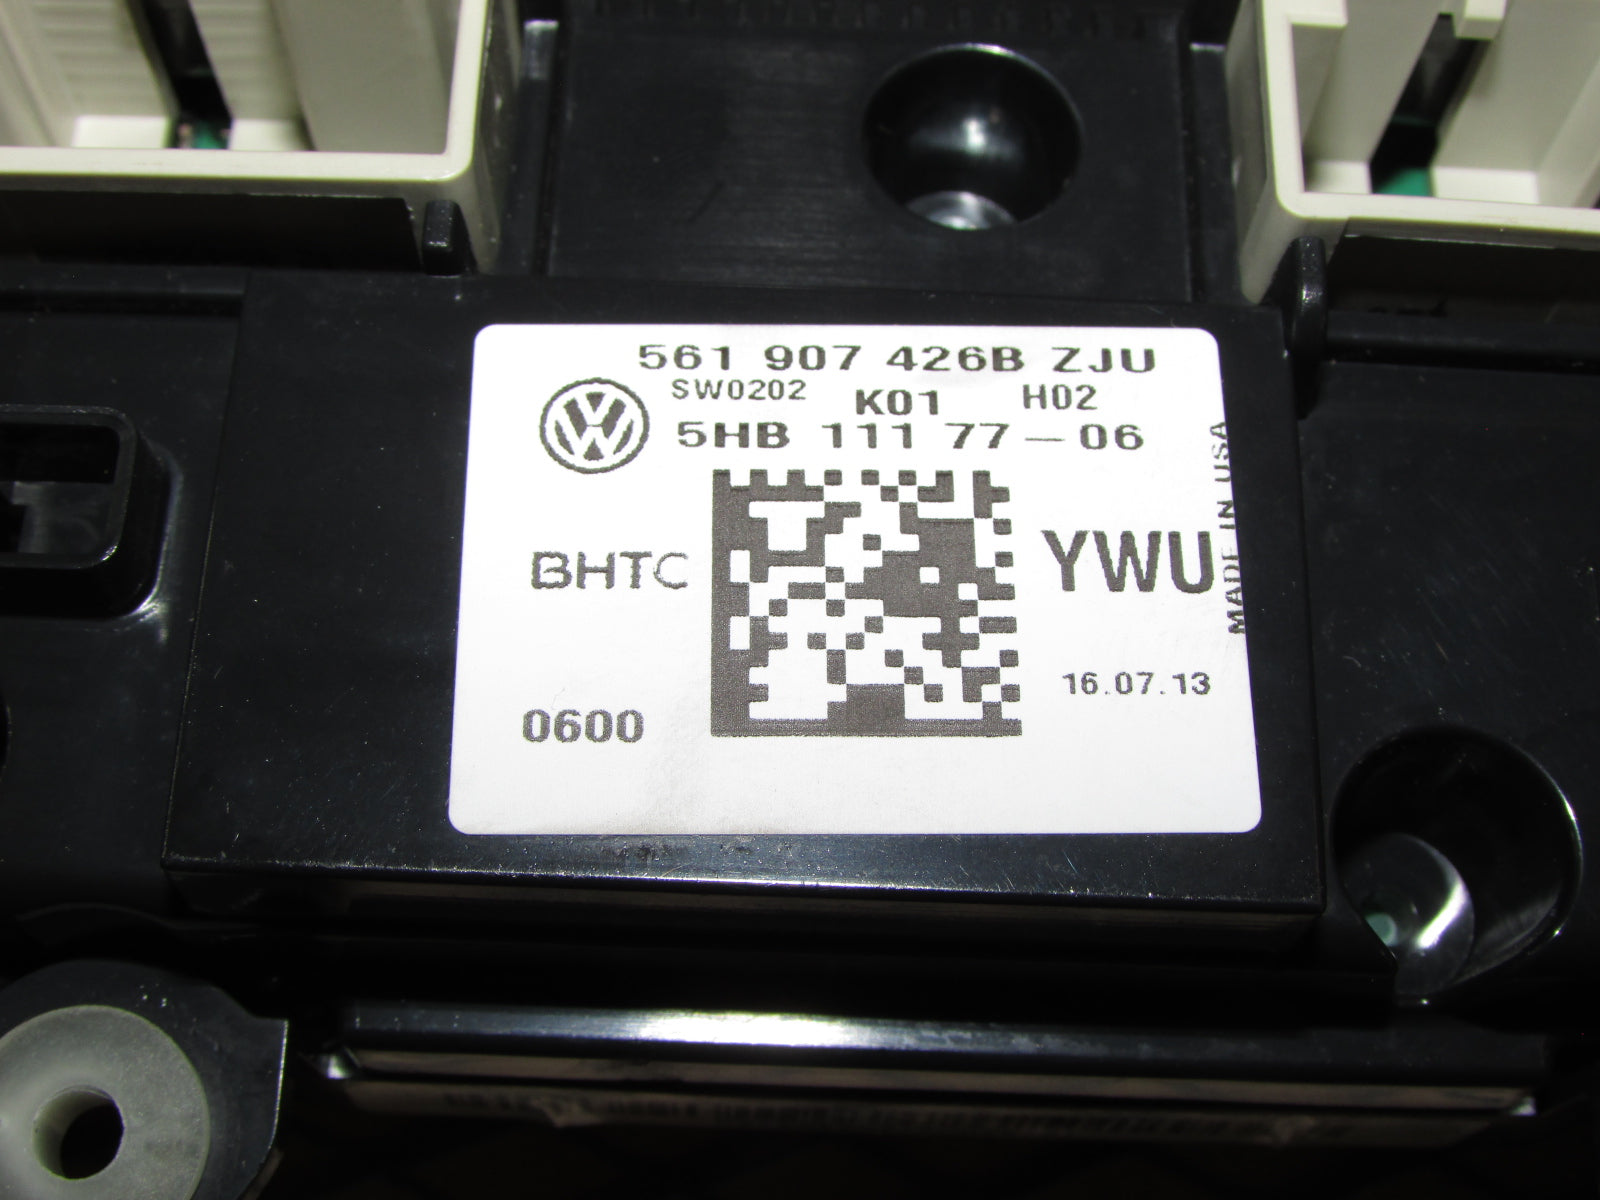 561 907 426B ZJU
SW0202 K01 H02
5HB 111 77-06
MADE IN USA
BHTC
YWU
16.07.13
0600